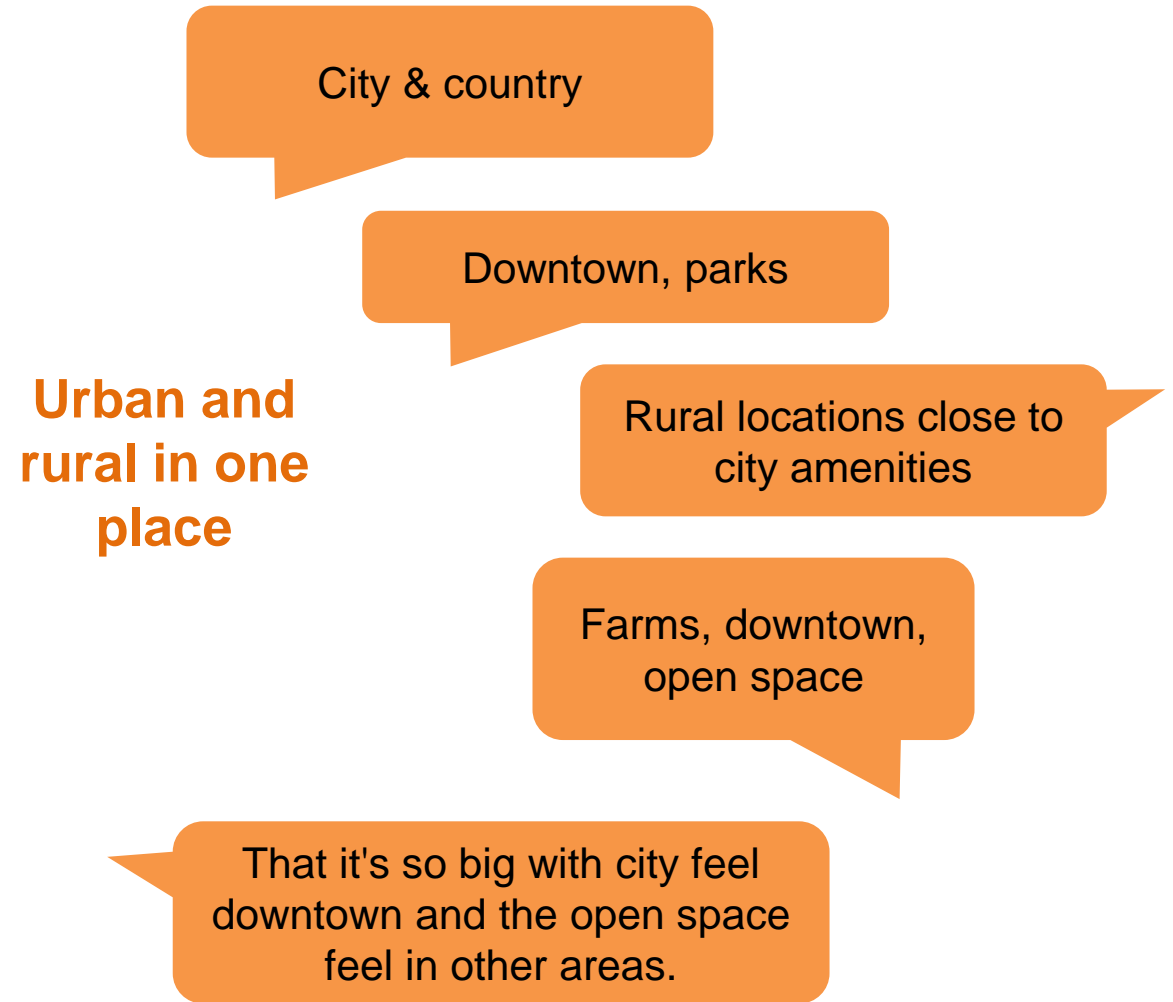 City & country
Downtown, parks
Urban and
rural in one
place
Rural locations close to
city amenities
Farms, downtown,
open space
That it's so big with city feel
downtown and the open space
feel in other areas.